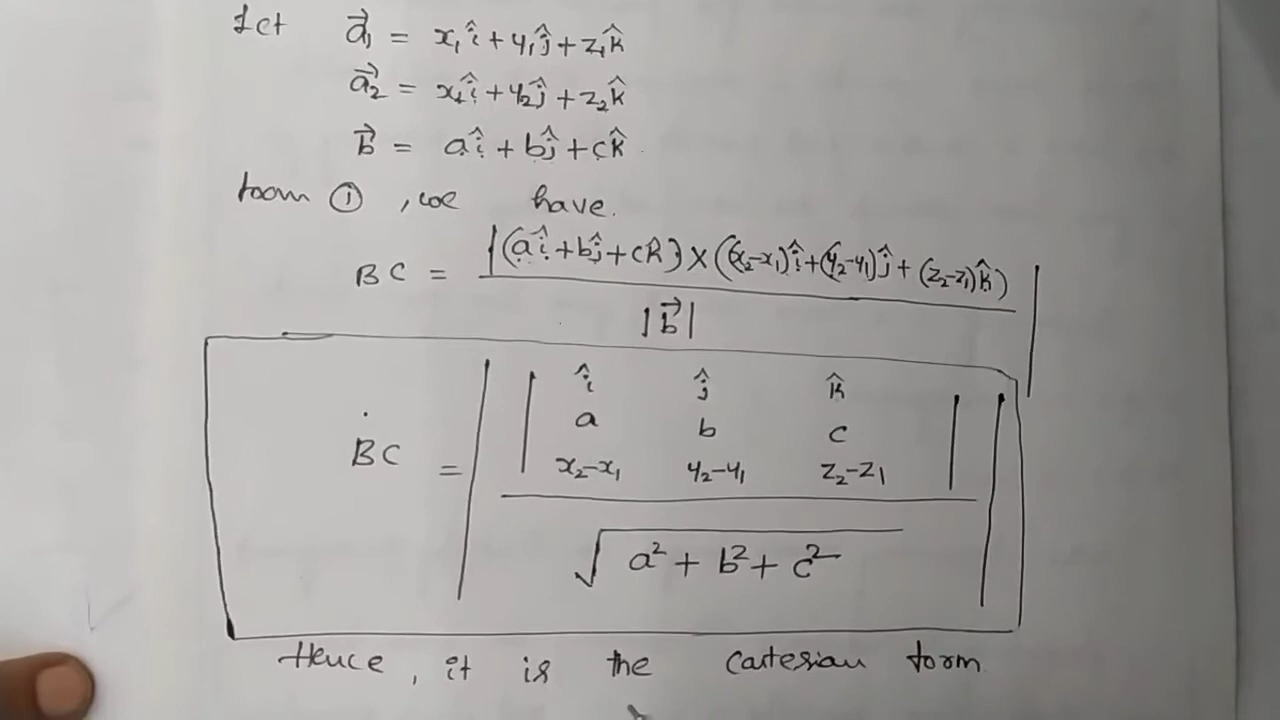 Let a⃗₁ = x₁î + y₁ĵ + z₁k̂
a⃗₂ = x₂î + y₂ĵ + z₂k̂
b⃗ = aî + bĵ + ck̂
from ①, we have.
BC = |(aî + bĵ + ck̂) × ((x₂-x₁)î + (y₂-y₁)ĵ + (z₂-z₁)k̂)|
|b⃗|
î ĵ k̂
a b c
BC = | x₂-x₁ y₂-y₁ z₂-z₁ |
√ a² + b² + c²
Hence, it is the Cartesian form